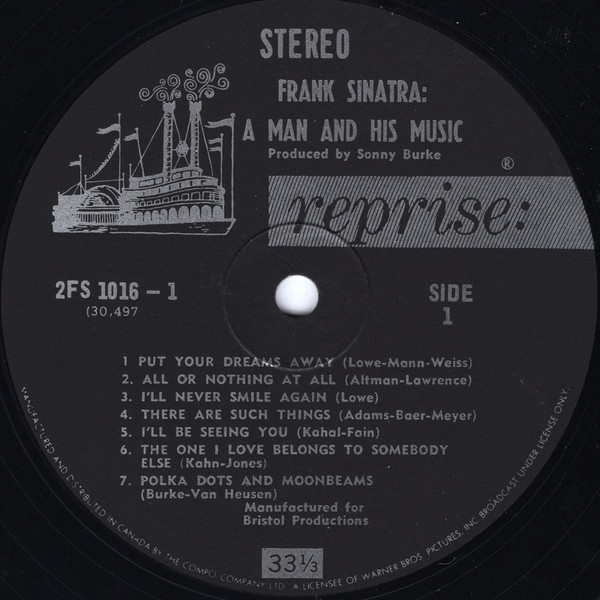 STEREO
FRANK SINATRA:
A MAN AND HIS MUSIC
Produced by Sonny Burke
®
reprise:
2FS 1016 - 1
(30,497
SIDE
1
1 PUT YOUR DREAMS AWAY (Lowe-Mann-Weiss)
2. ALL OR NOTHING AT ALL (Altman-Lawrence)
3. I'LL NEVER SMILE AGAIN (Lowe)
4. THERE ARE SUCH THINGS (Adams-Baer-Meyer)
5. I'LL BE SEEING YOU (Kahal-Fain)
6. THE ONE I LOVE BELONGS TO SOMEBODY
ELSE (Kahn-Jones)
7. POLKA DOTS AND MOONBEAMS
(Burke-Van Heusen)
Manufactured for
Bristol Productions
33⅓
MANUFACTURED AND DISTRIBUTED IN CANADA BY THE COMPO COMPANY LTD. A LICENSEE OF WARNER BROS. PICTURES, INC. BROADCAST UNDER LICENSE ONLY.